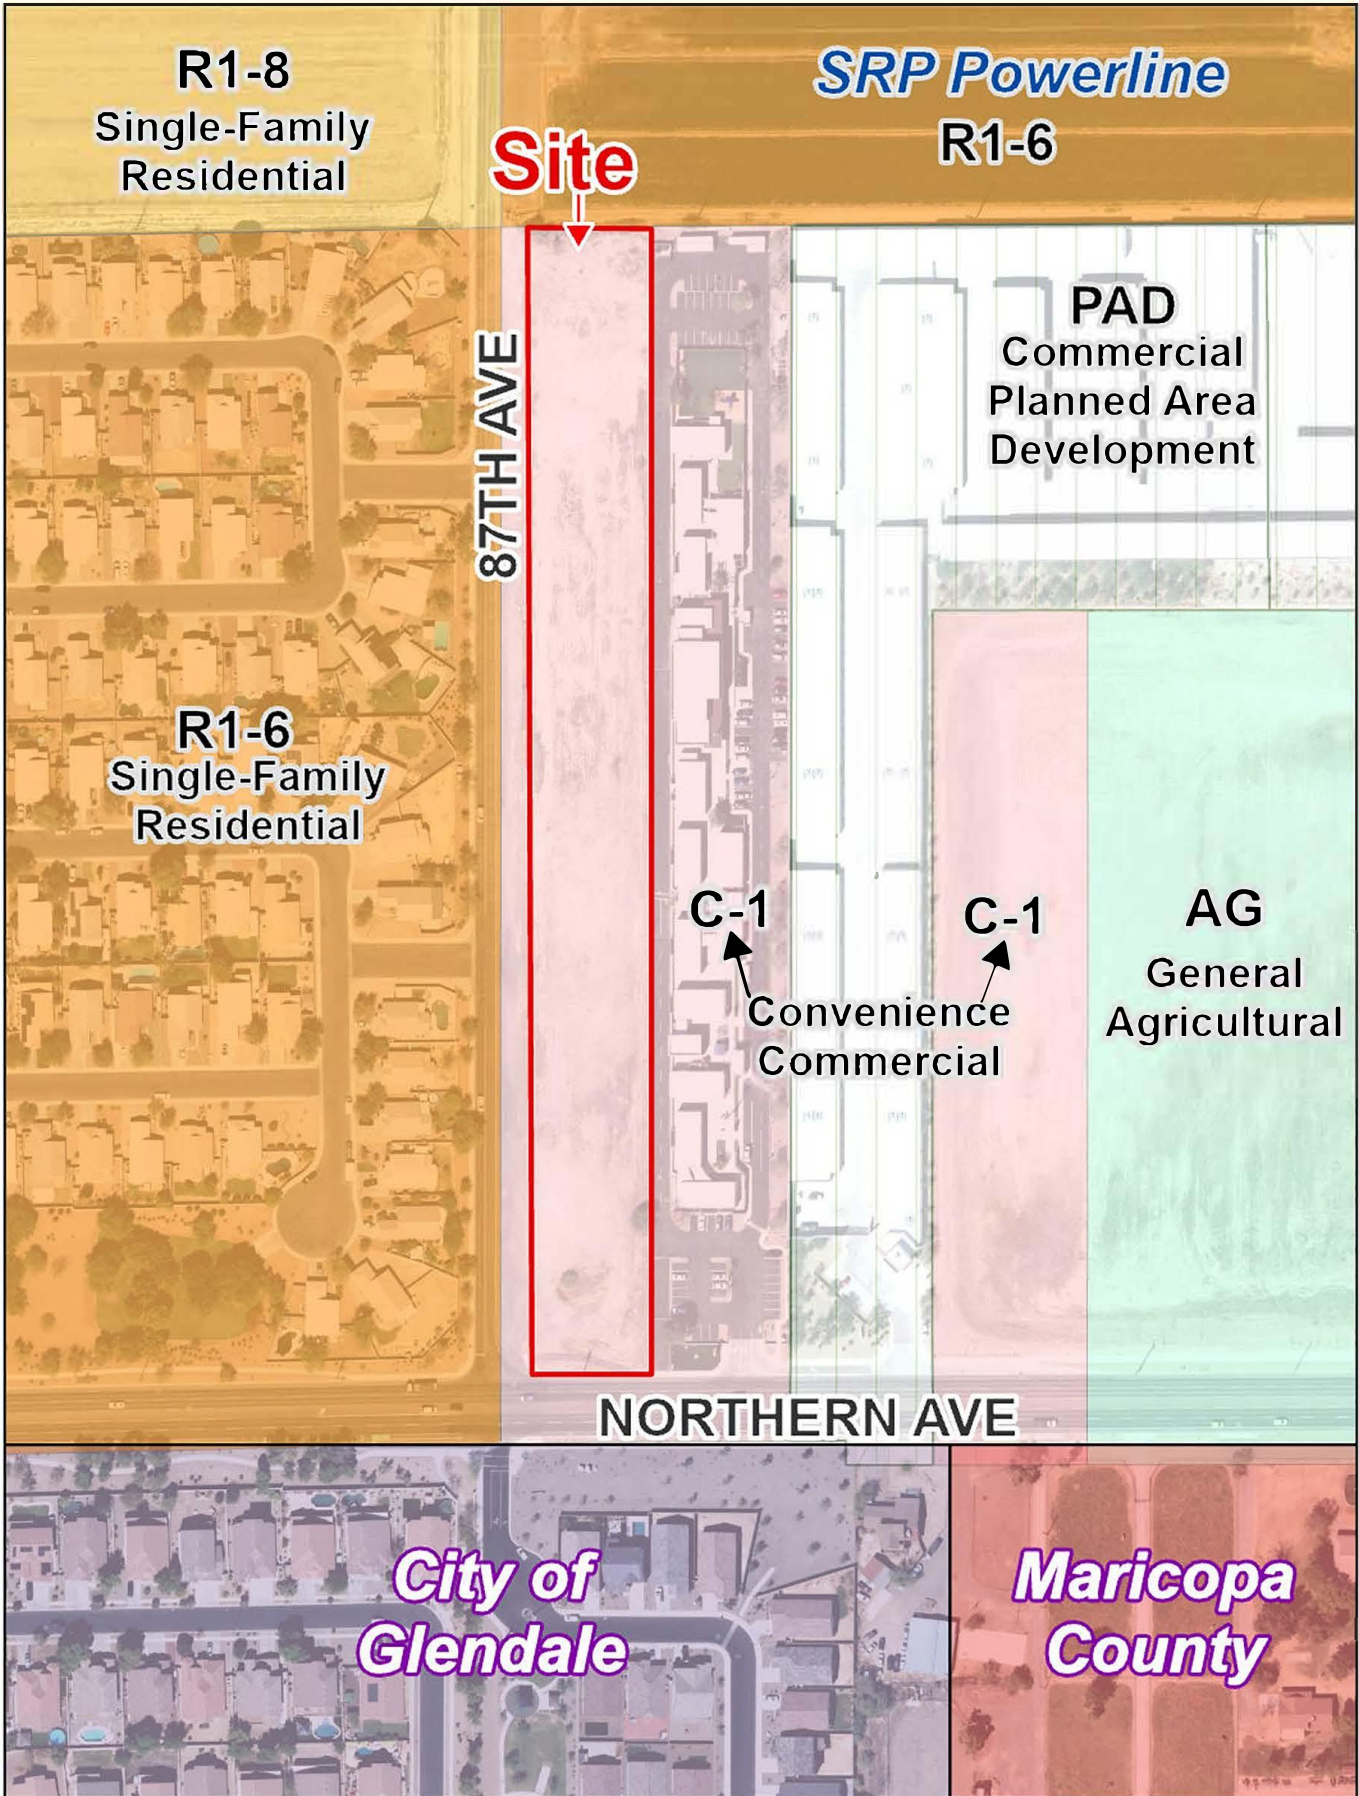 R1-8
Single-Family
Residential
SRP Powerline
R1-6
Site
87TH AVE
PAD
Commercial
Planned Area
Development
R1-6
Single-Family
Residential
C-1
C-1
Convenience
Commercial
AG
General
Agricultural
NORTHERN AVE
City of
Glendale
Maricopa
County